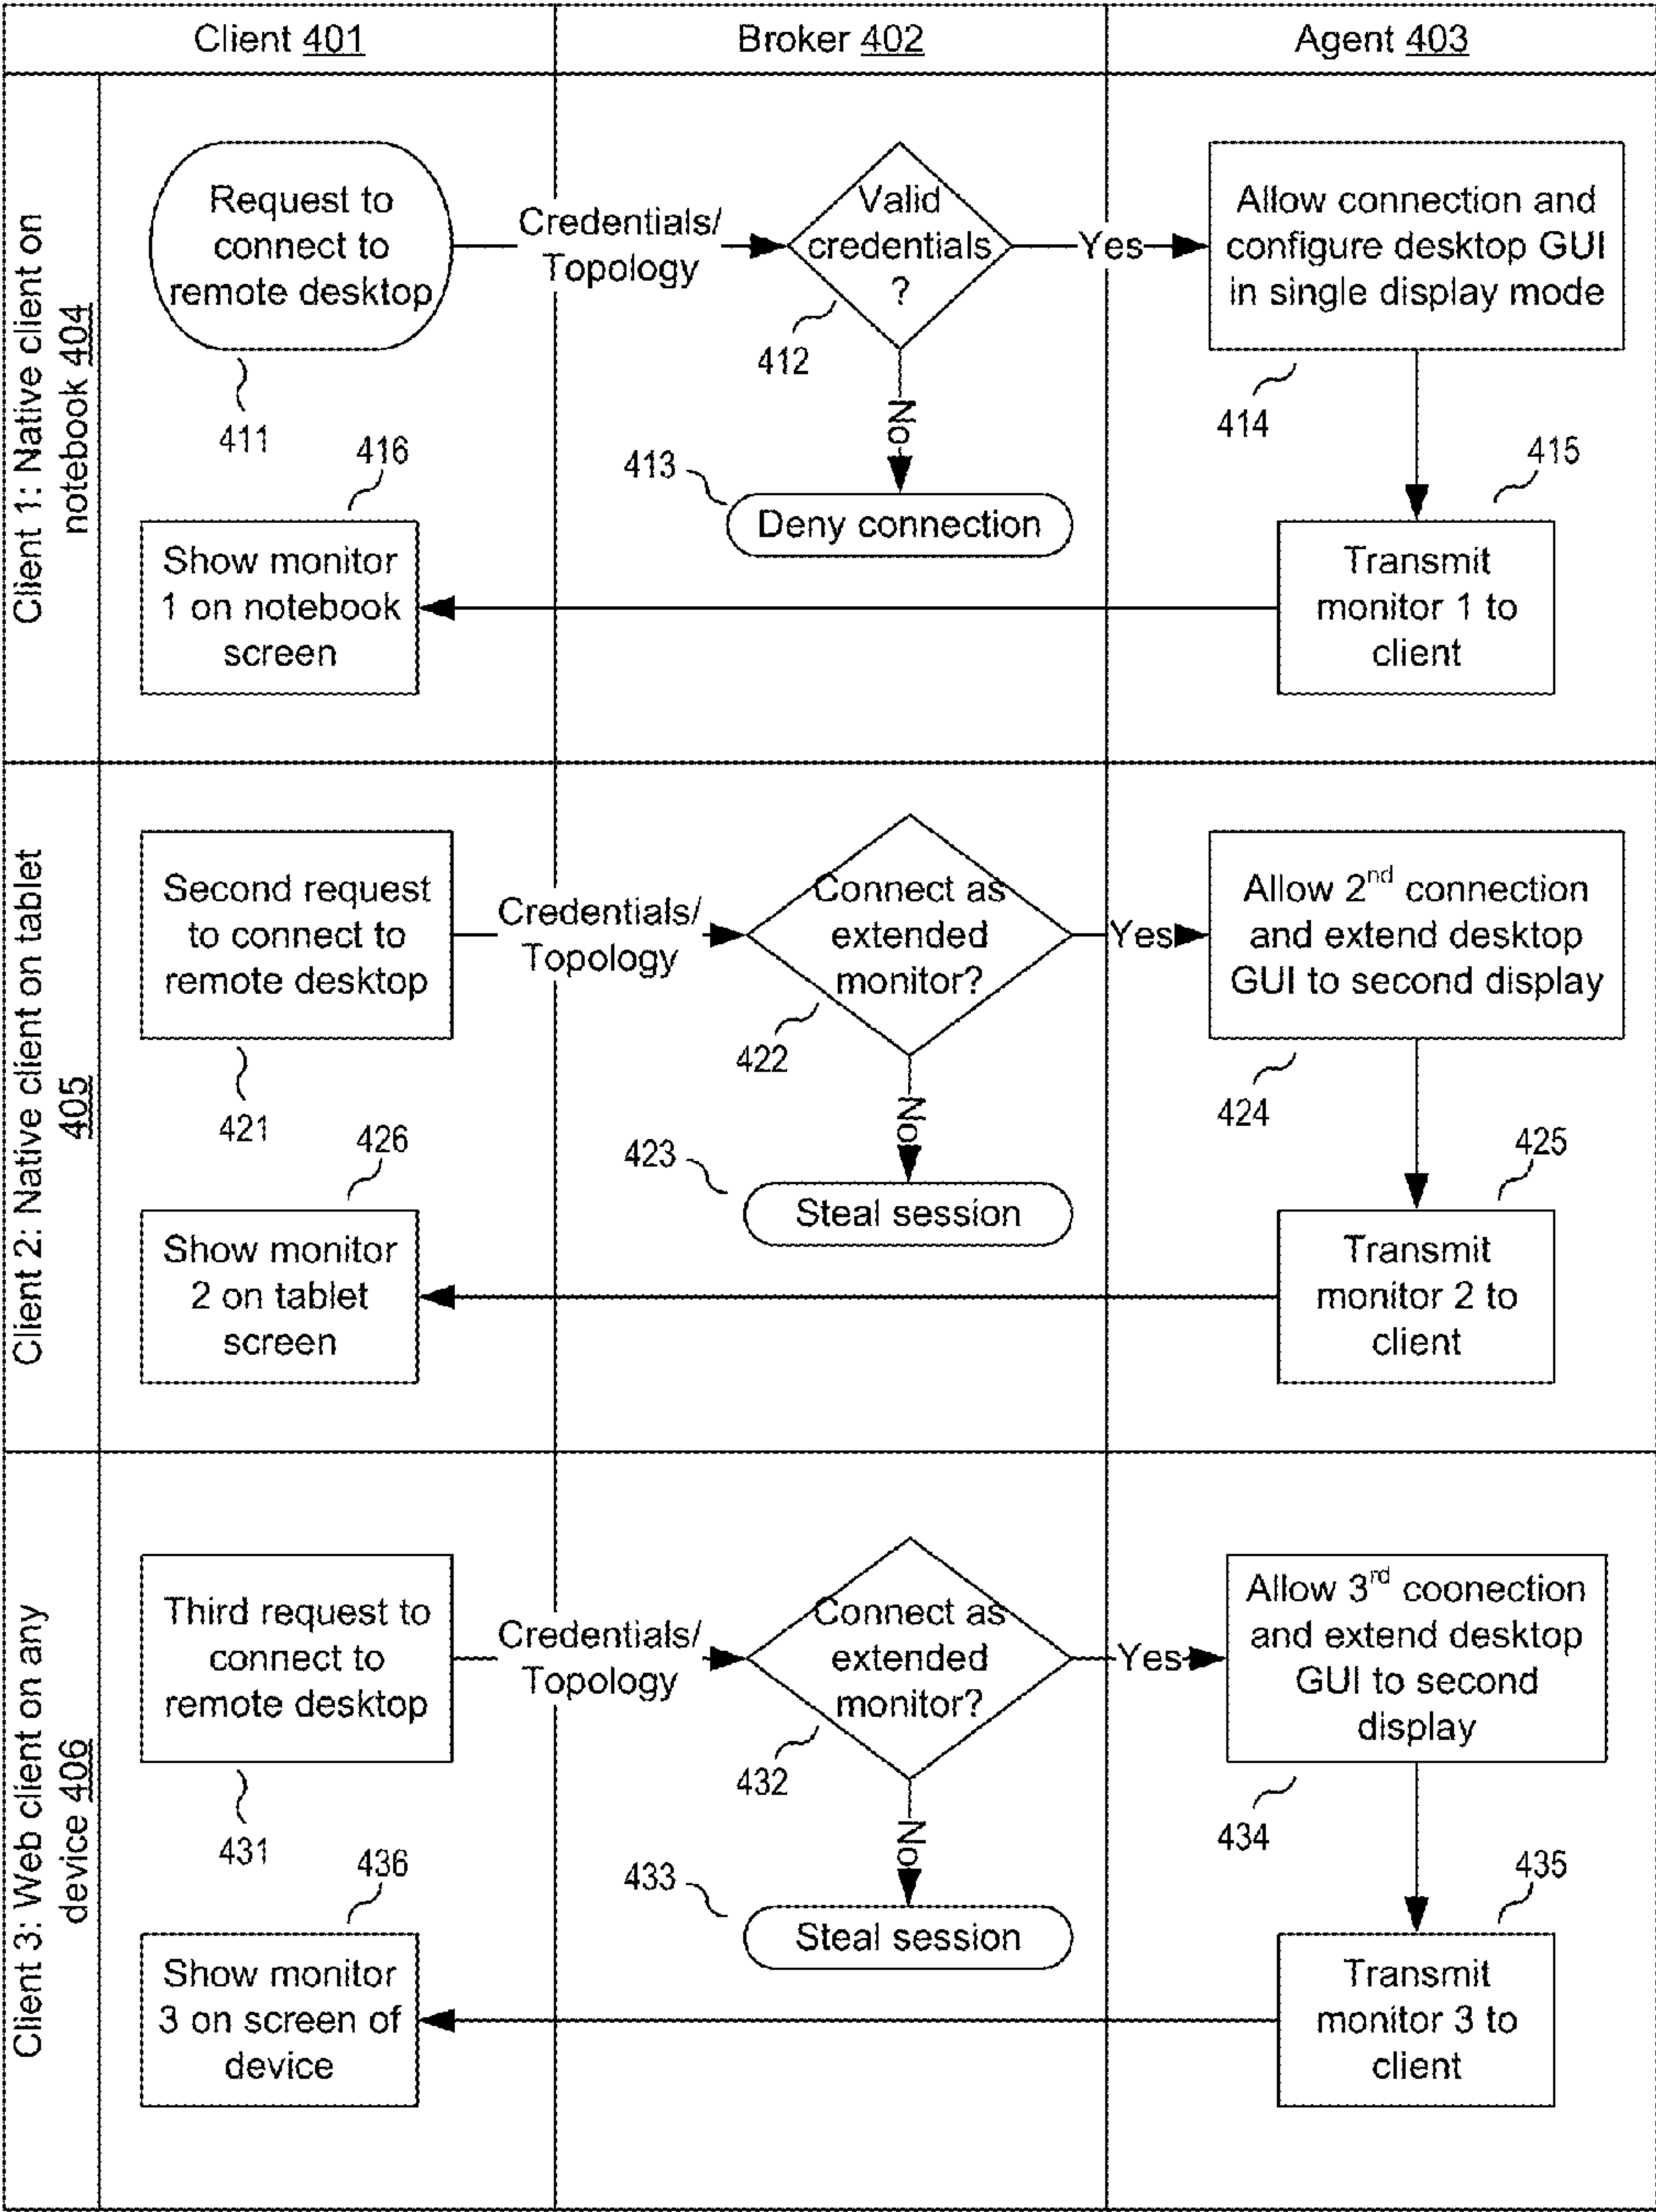 Client 401
Broker 402
Agent 403
Client 1: Native client on
notebook 404
Request to
connect to
remote desktop
411
Credentials/
Topology
Valid
credentials
?
412
Yes
No
413
Deny connection
Allow connection and
configure desktop GUI
in single display mode
414
415
Transmit
monitor 1 to
client
416
Show monitor
1 on notebook
screen
Client 2: Native client on tablet
405
Second request
to connect to
remote desktop
421
Credentials/
Topology
Connect as
extended
monitor?
422
Yes
No
423
Steal session
Allow 2nd connection
and extend desktop
GUI to second display
424
425
Transmit
monitor 2 to
client
426
Show monitor
2 on tablet
screen
Client 3: Web client on any
device 406
Third request to
connect to
remote desktop
431
Credentials/
Topology
Connect as
extended
monitor?
432
Yes
No
433
Steal session
Allow 3rd coonection
and extend desktop
GUI to second
display
434
435
Transmit
monitor 3 to
client
436
Show monitor
3 on screen of
device